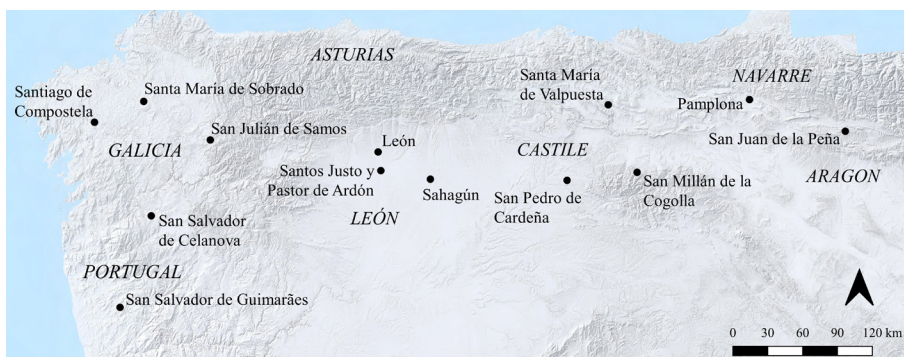 ASTURIAS
Santa María
de Valpuesta
NAVARRE
Santiago de
Compostela
Santa María de Sobrado
Pamplona
San Julián de Samos
San Juan de la Peña
GALICIA
León
CASTILE
Santos Justo y
Pastor de Ardón
Sahagún
San Pedro de
Cardeña
San Millán de la
Cogolla
ARAGON
San Salvador
de Celanova
LEÓN
PORTUGAL
San Salvador de Guimarães
0 30 60 90 120 km